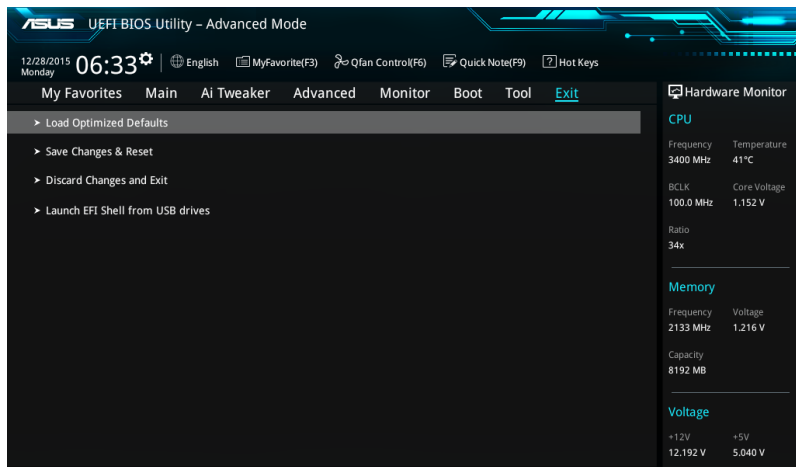 ASUS UEFI BIOS Utility – Advanced Mode
12/28/2015
Monday
06:33
English MyFavorite(F3) Qfan Control(F6) Quick Note(F9) ? Hot Keys
My Favorites Main Ai Tweaker Advanced Monitor Boot Tool Exit
➤ Load Optimized Defaults
➤ Save Changes & Reset
➤ Discard Changes and Exit
➤ Launch EFI Shell from USB drives
Hardware Monitor
CPU
Frequency Temperature
3400 MHz 41°C
BCLK Core Voltage
100.0 MHz 1.152 V
Ratio
34x
Memory
Frequency Voltage
2133 MHz 1.216 V
Capacity
8192 MB
Voltage
+12V +5V
12.192 V 5.040 V